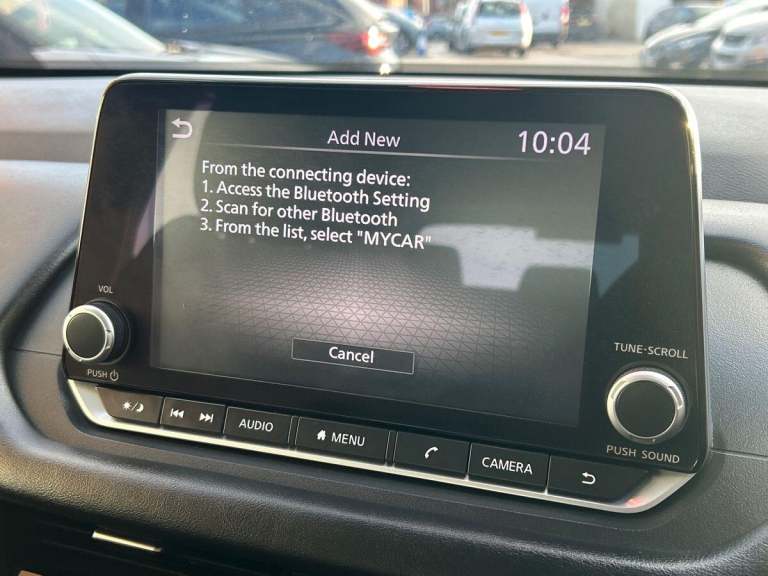 Add New
10:04
From the connecting device:
1. Access the Bluetooth Setting
2. Scan for other Bluetooth
3. From the list, select "MYCAR"
Cancel
VOL
PUSH
TUNE·SCROLL
PUSH SOUND
AUDIO
MENU
CAMERA